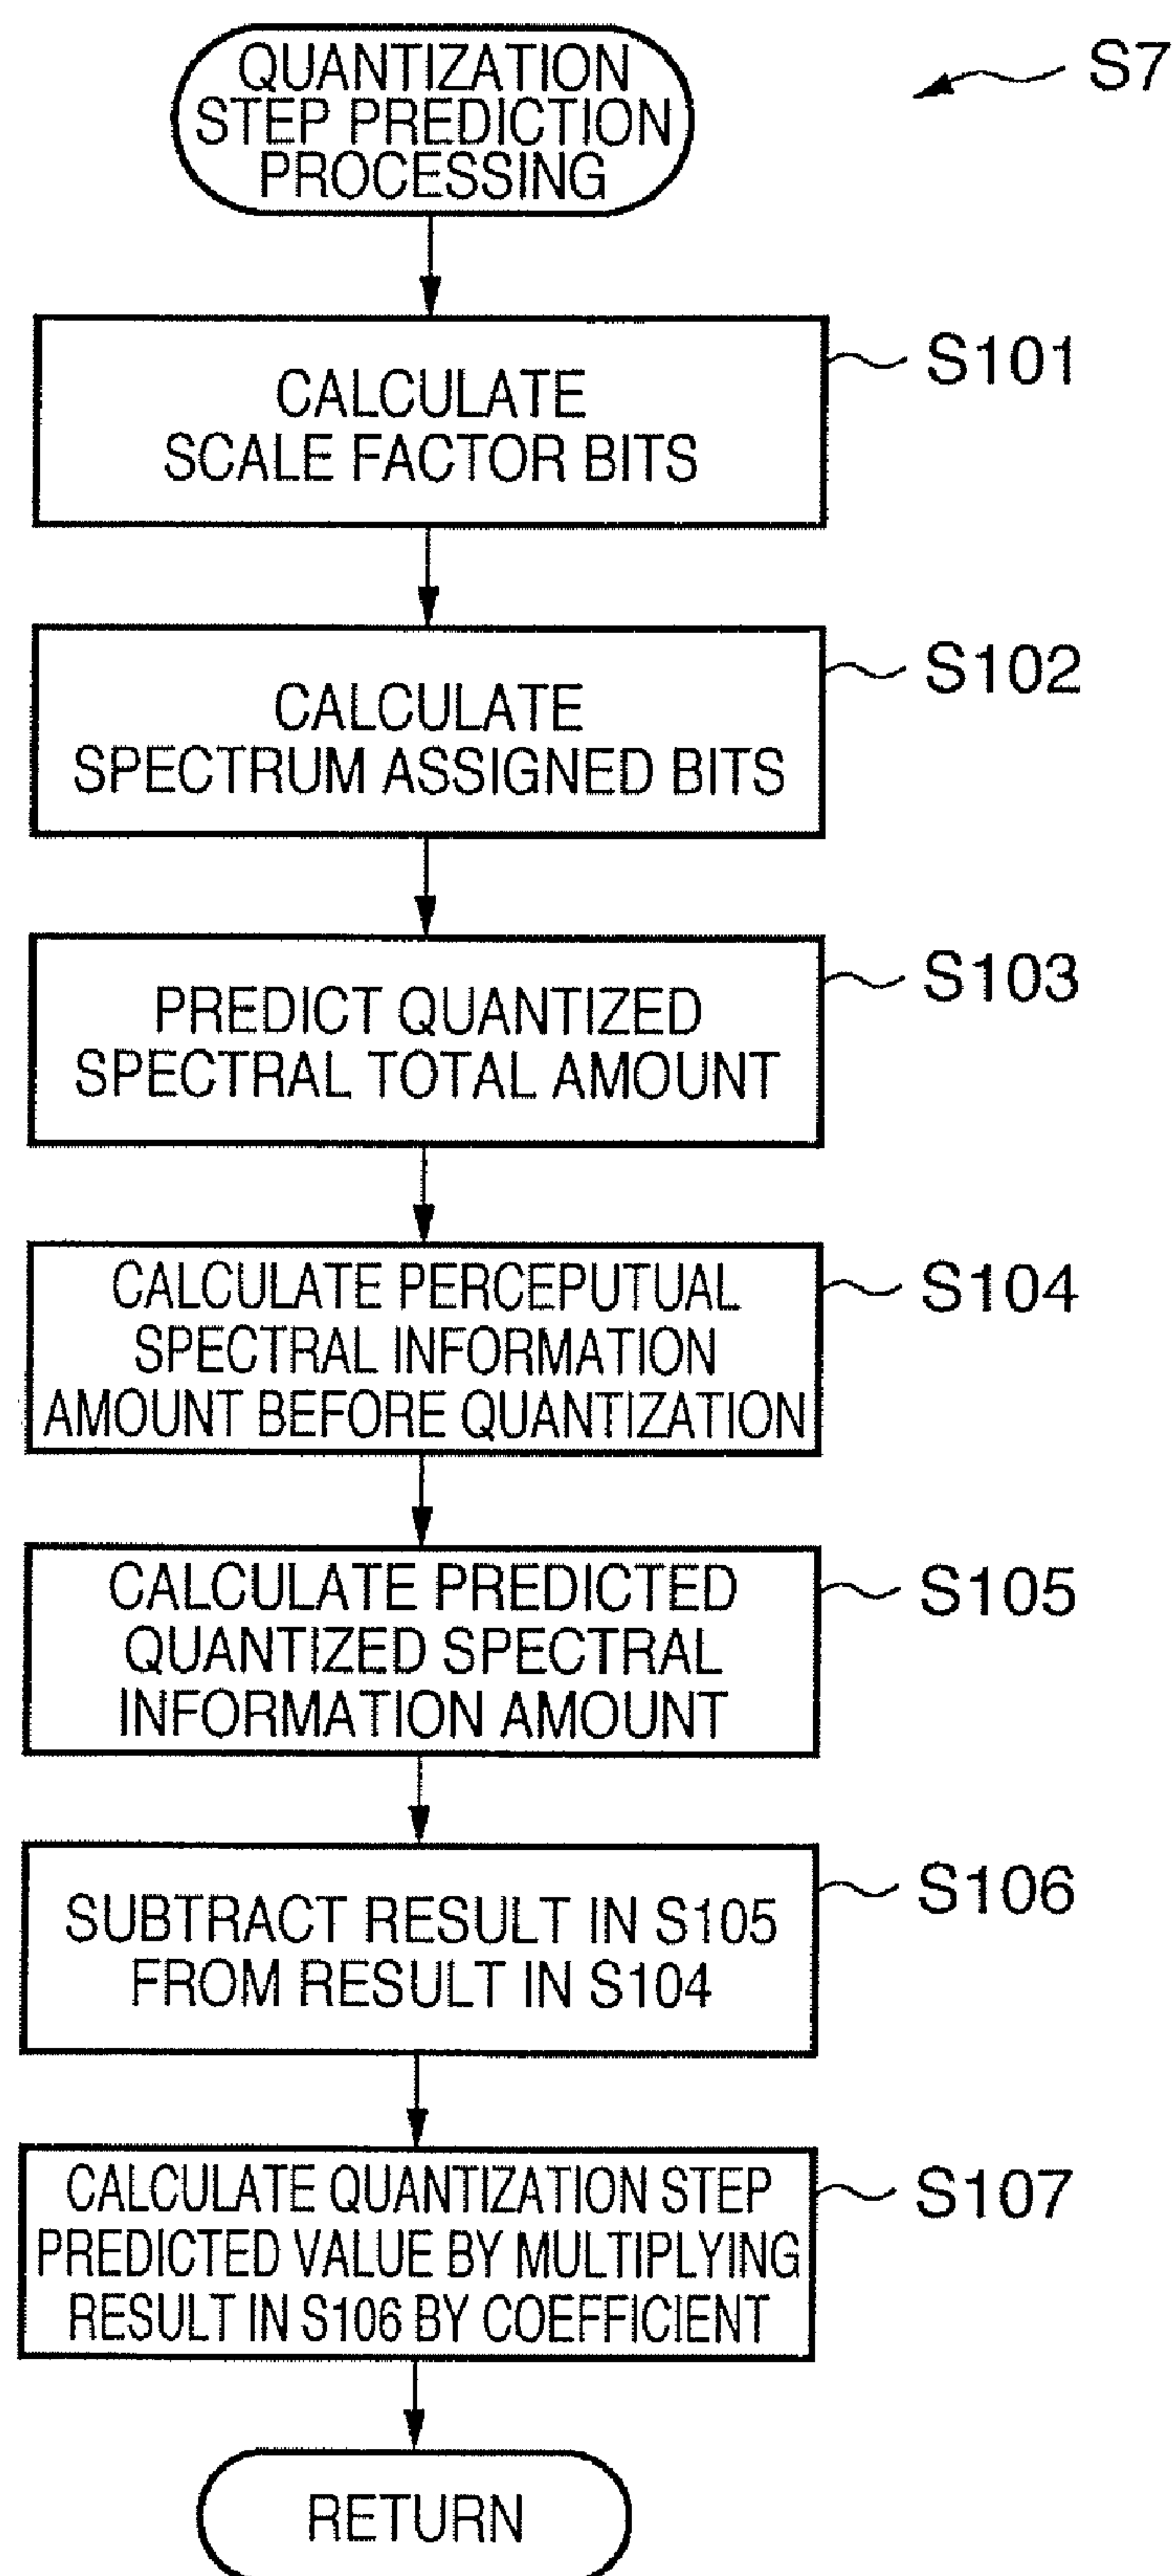 QUANTIZATION
STEP PREDICTION
PROCESSING
S7
CALCULATE
SCALE FACTOR BITS
S101
CALCULATE
SPECTRUM ASSIGNED BITS
S102
PREDICT QUANTIZED
SPECTRAL TOTAL AMOUNT
S103
CALCULATE PERCEPUTUAL
SPECTRAL INFORMATION
AMOUNT BEFORE QUANTIZATION
S104
CALCULATE PREDICTED
QUANTIZED SPECTRAL
INFORMATION AMOUNT
S105
SUBTRACT RESULT IN S105
FROM RESULT IN S104
S106
CALCULATE QUANTIZATION STEP
PREDICTED VALUE BY MULTIPLYING
RESULT IN S106 BY COEFFICIENT
S107
RETURN